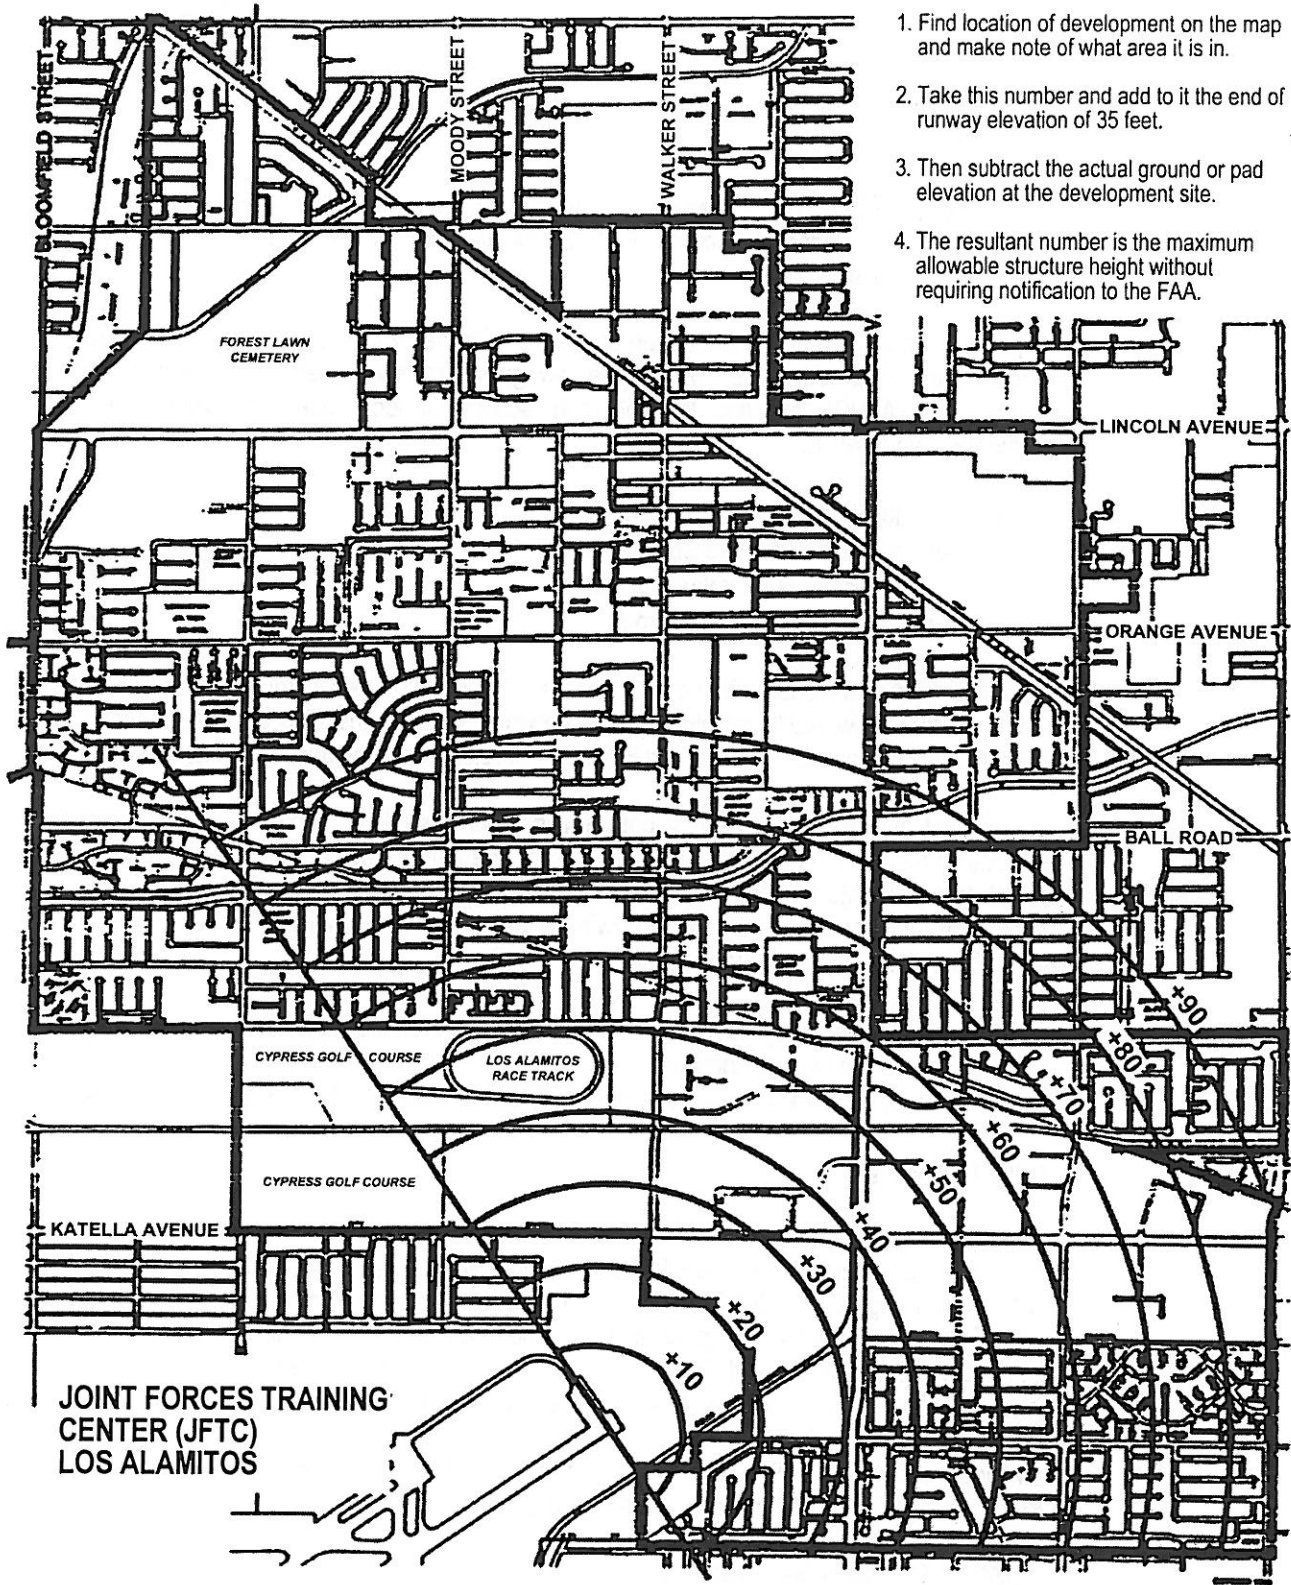 1. Find location of development on the map
and make note of what area it is in.
2. Take this number and add to it the end of
runway elevation of 35 feet.
3. Then subtract the actual ground or pad
elevation at the development site.
4. The resultant number is the maximum
allowable structure height without
requiring notification to the FAA.
BLOOMFIELD STREET
MOODY STREET
WALKER STREET
FOREST LAWN
CEMETERY
LINCOLN AVENUE
ORANGE AVENUE
BALL ROAD
+90
+80
+70
+60
+50
+40
+30
+20
+10
CYPRESS GOLF COURSE
LOS ALAMITOS
RACE TRACK
CYPRESS GOLF COURSE
KATELLA AVENUE
JOINT FORCES TRAINING
CENTER (JFTC)
LOS ALAMITOS